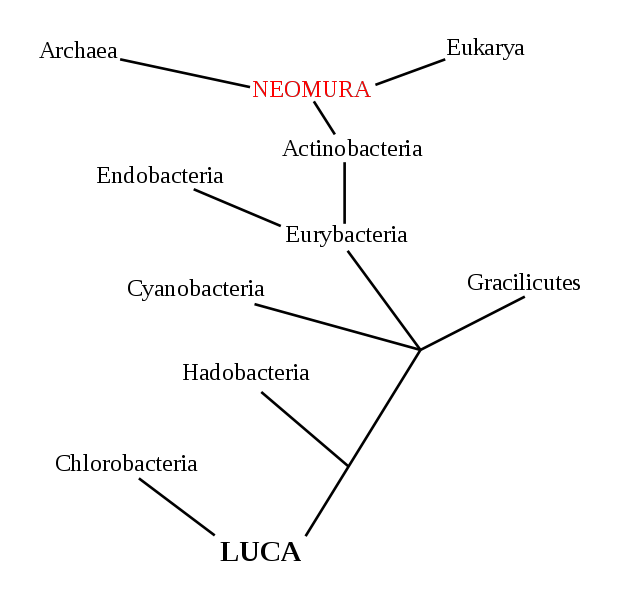 Archaea
Eukarya
NEOMURA
Actinobacteria
Endobacteria
Eurybacteria
Cyanobacteria
Gracilicutes
Hadobacteria
Chlorobacteria
LUCA